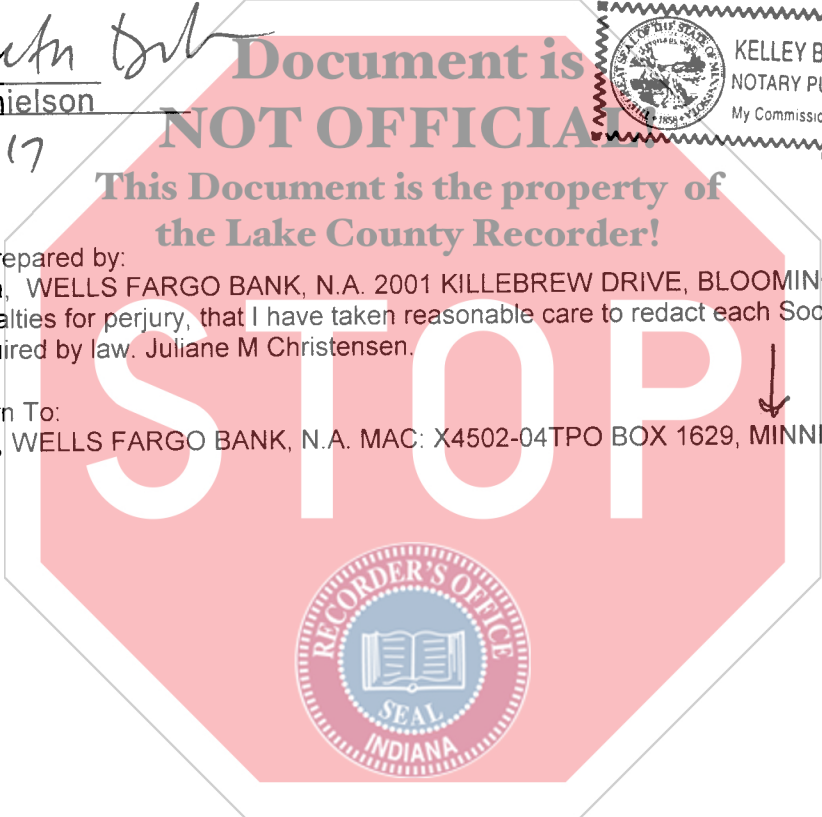 Document is
KELLEY B
nielson
NOTARY PU
NOT OFFICIAL!
My Commissio
17
This Document is the property of
the Lake County Recorder!
epared by:
, WELLS FARGO BANK, N.A. 2001 KILLEBREW DRIVE, BLOOMIN
alties for perjury, that I have taken reasonable care to redact each Soc
ired by law. Juliane M Christensen.
n To:
, WELLS FARGO BANK, N.A. MAC: X4502-04TPO BOX 1629, MINN
STOP
RECORDER'S OFFICE
SEAL
INDIANA